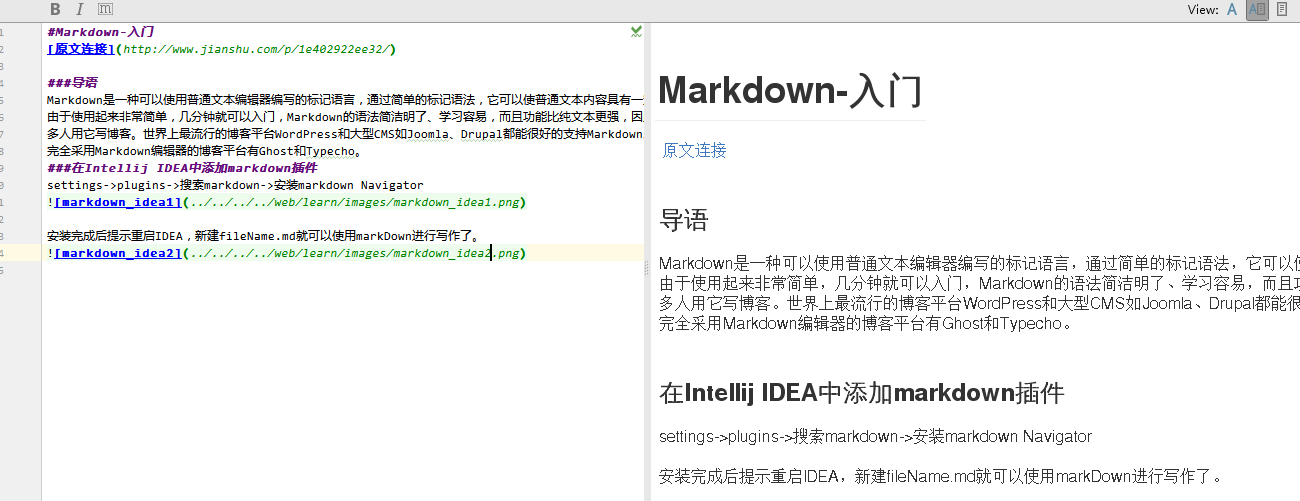 B I M View: A
#Markdown-入门
[原文连接](http://www.jianshu.com/p/1e402922ee32/)
###导语
Markdown是一种可以使用普通文本编辑器编写的标记语言，通过简单的标记语法，它可以使普通文本内容具有一
由于使用起来非常简单，几分钟就可以入门，Markdown的语法简洁明了、学习容易，而且功能比纯文本更强，因
多人用它写博客。世界上最流行的博客平台WordPress和大型CMS如Joomla、Drupal都能很好的支持Markdown
完全采用Markdown编辑器的博客平台有Ghost和Typecho。
###在Intellij IDEA中添加markdown插件
settings->plugins->搜索markdown->安装markdown Navigator
![markdown_idea1](../../../../web/learn/images/markdown_idea1.png)
安装完成后提示重启IDEA，新建fileName.md就可以使用markDown进行写作了。
![markdown_idea2](../../../../web/learn/images/markdown_idea2.png)
Markdown-入门
原文连接
导语
Markdown是一种可以使用普通文本编辑器编写的标记语言，通过简单的标记语法，它可以使
由于使用起来非常简单，几分钟就可以入门，Markdown的语法简洁明了、学习容易，而且功
多人用它写博客。世界上最流行的博客平台WordPress和大型CMS如Joomla、Drupal都能很
完全采用Markdown编辑器的博客平台有Ghost和Typecho。
在Intellij IDEA中添加markdown插件
settings->plugins->搜索markdown->安装markdown Navigator
安装完成后提示重启IDEA，新建fileName.md就可以使用markDown进行写作了。